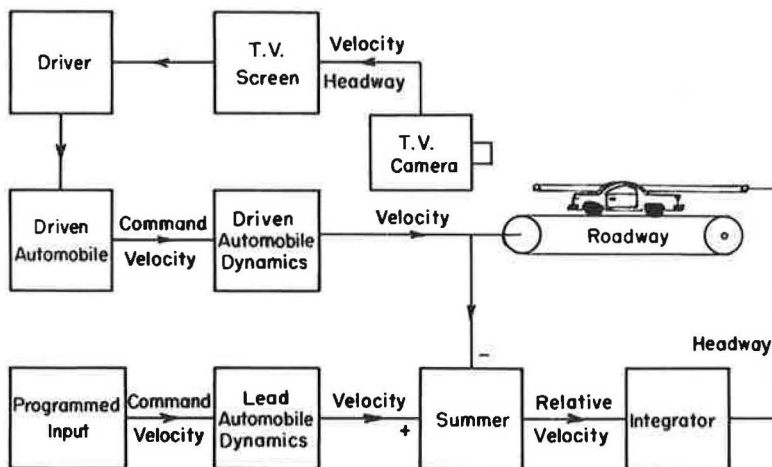 Driver
T.V.
Screen
Velocity
Headway
T.V.
Camera
Driven
Automobile
Command
Velocity
Driven
Automobile
Dynamics
Velocity
Roadway
Headway
Programmed
Input
Command
Velocity
Lead
Automobile
Dynamics
Velocity
+
−
Summer
Relative
Velocity
Integrator